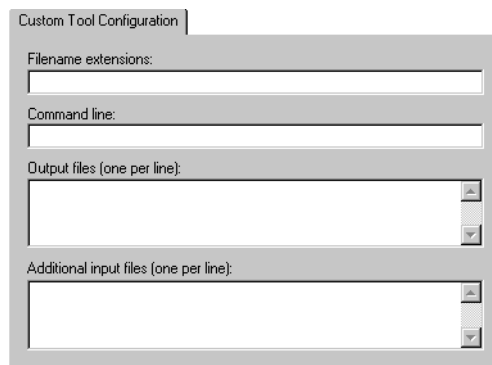 Custom Tool Configuration
Filename extensions:
Command line:
Output files (one per line):
Additional input files (one per line):